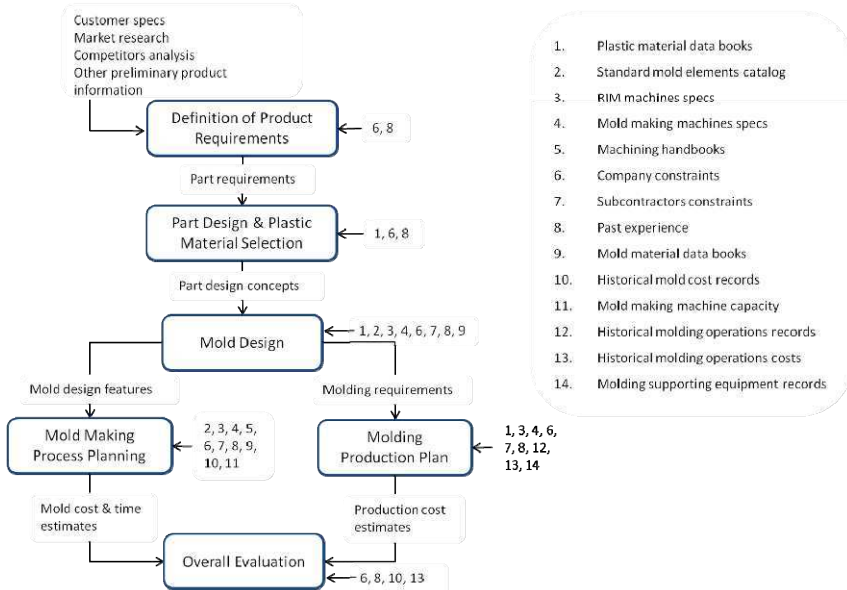 Customer specs
Market research
Competitors analysis
Other preliminary product
information
Definition of Product
Requirements
6, 8
Part requirements
Part Design & Plastic
Material Selection
1, 6, 8
Part design concepts
Mold Design
1, 2, 3, 4, 6, 7, 8, 9
Mold design features
Molding requirements
Mold Making
Process Planning
2, 3, 4, 5,
6, 7, 8, 9,
10, 11
Molding
Production Plan
1, 3, 4, 6,
7, 8, 12,
13, 14
Mold cost & time
estimates
Production cost
estimates
Overall Evaluation
6, 8, 10, 13
1. Plastic material data books
2. Standard mold elements catalog
3. RIM machines specs
4. Mold making machines specs
5. Machining handbooks
6. Company constraints
7. Subcontractors constraints
8. Past experience
9. Mold material data books
10. Historical mold cost records
11. Mold making machine capacity
12. Historical molding operations records
13. Historical molding operations costs
14. Molding supporting equipment records